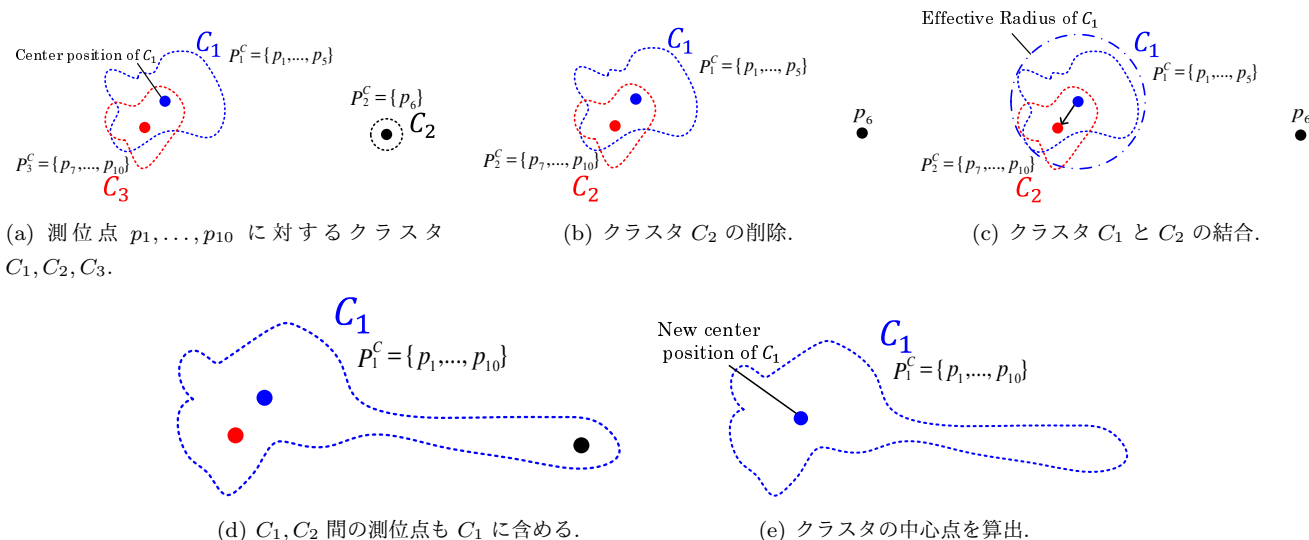 Center position of C₁
C₁
P₁ᶜ = {p₁,..., p₅}
P₂ᶜ = {p₆}
C₂
P₃ᶜ = {p₇,..., p₁₀}
C₃
(a) 測位点 p₁, . . . , p₁₀ に対するクラスタ
C₁, C₂, C₃.
C₁
P₁ᶜ = {p₁,..., p₅}
p₆
P₂ᶜ = {p₇,..., p₁₀}
C₂
(b) クラスタ C₂ の削除.
Effective Radius of C₁
C₁
P₁ᶜ = {p₁,..., p₅}
p₆
P₂ᶜ = {p₇,..., p₁₀}
C₂
(c) クラスタ C₁ と C₂ の結合.
C₁
P₁ᶜ = {p₁,..., p₁₀}
(d) C₁, C₂ 間の測位点も C₁ に含める.
New center
position of C₁
C₁
P₁ᶜ = {p₁,..., p₁₀}
(e) クラスタの中心点を算出.